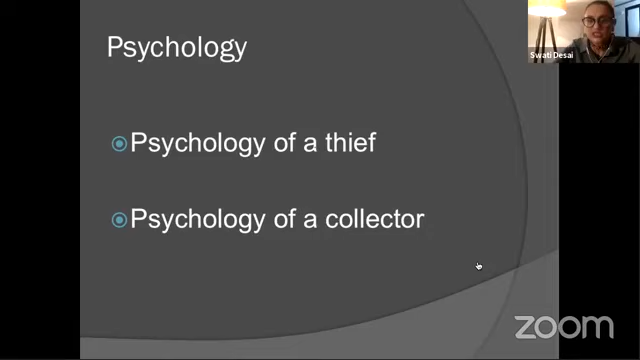 Psychology
Swati Desai
Psychology of a thief
Psychology of a collector
zoom